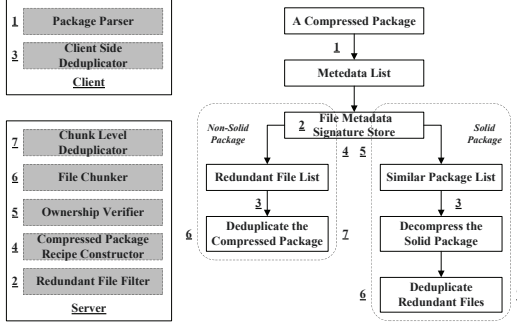 1 Package Parser
3 Client Side
Deduplicator
Client
7 Chunk Level
Deduplicator
6 File Chunker
5 Ownership Verifier
4 Compressed Package
Recipe Constructor
2 Redundant File Filter
Server
A Compressed Package
1
Metedata List
Non-Solid
Package
2 File Metadata
Signature Store
Solid
Package
4 5
Redundant File List
Similar Package List
3
3
6 Deduplicate the
Compressed Package
7 Decompress the
Solid Package
6 Deduplicate
Redundant Files